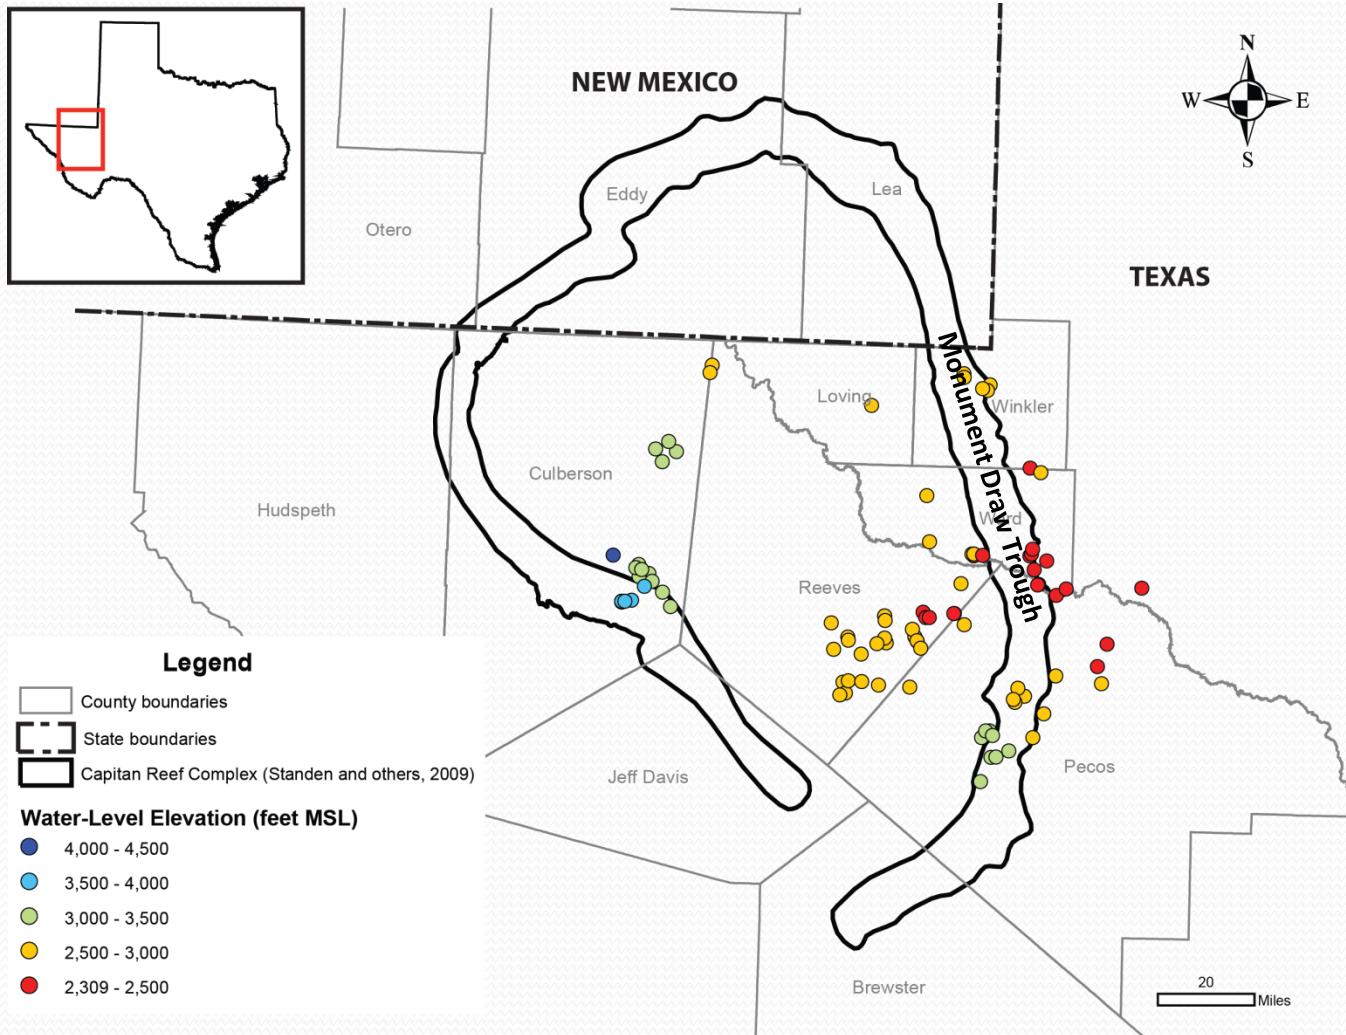 NEW MEXICO
N
W
E
S
Eddy
Lea
Otero
TEXAS
Monument Draw Trough
Loving
Winkler
Culberson
Hudspeth
Ward
Reeves
Legend
County boundaries
State boundaries
Capitan Reef Complex (Standen and others, 2009)
Jeff Davis
Pecos
Water-Level Elevation (feet MSL)
4,000 - 4,500
3,500 - 4,000
3,000 - 3,500
2,500 - 3,000
2,309 - 2,500
Brewster
20
Miles